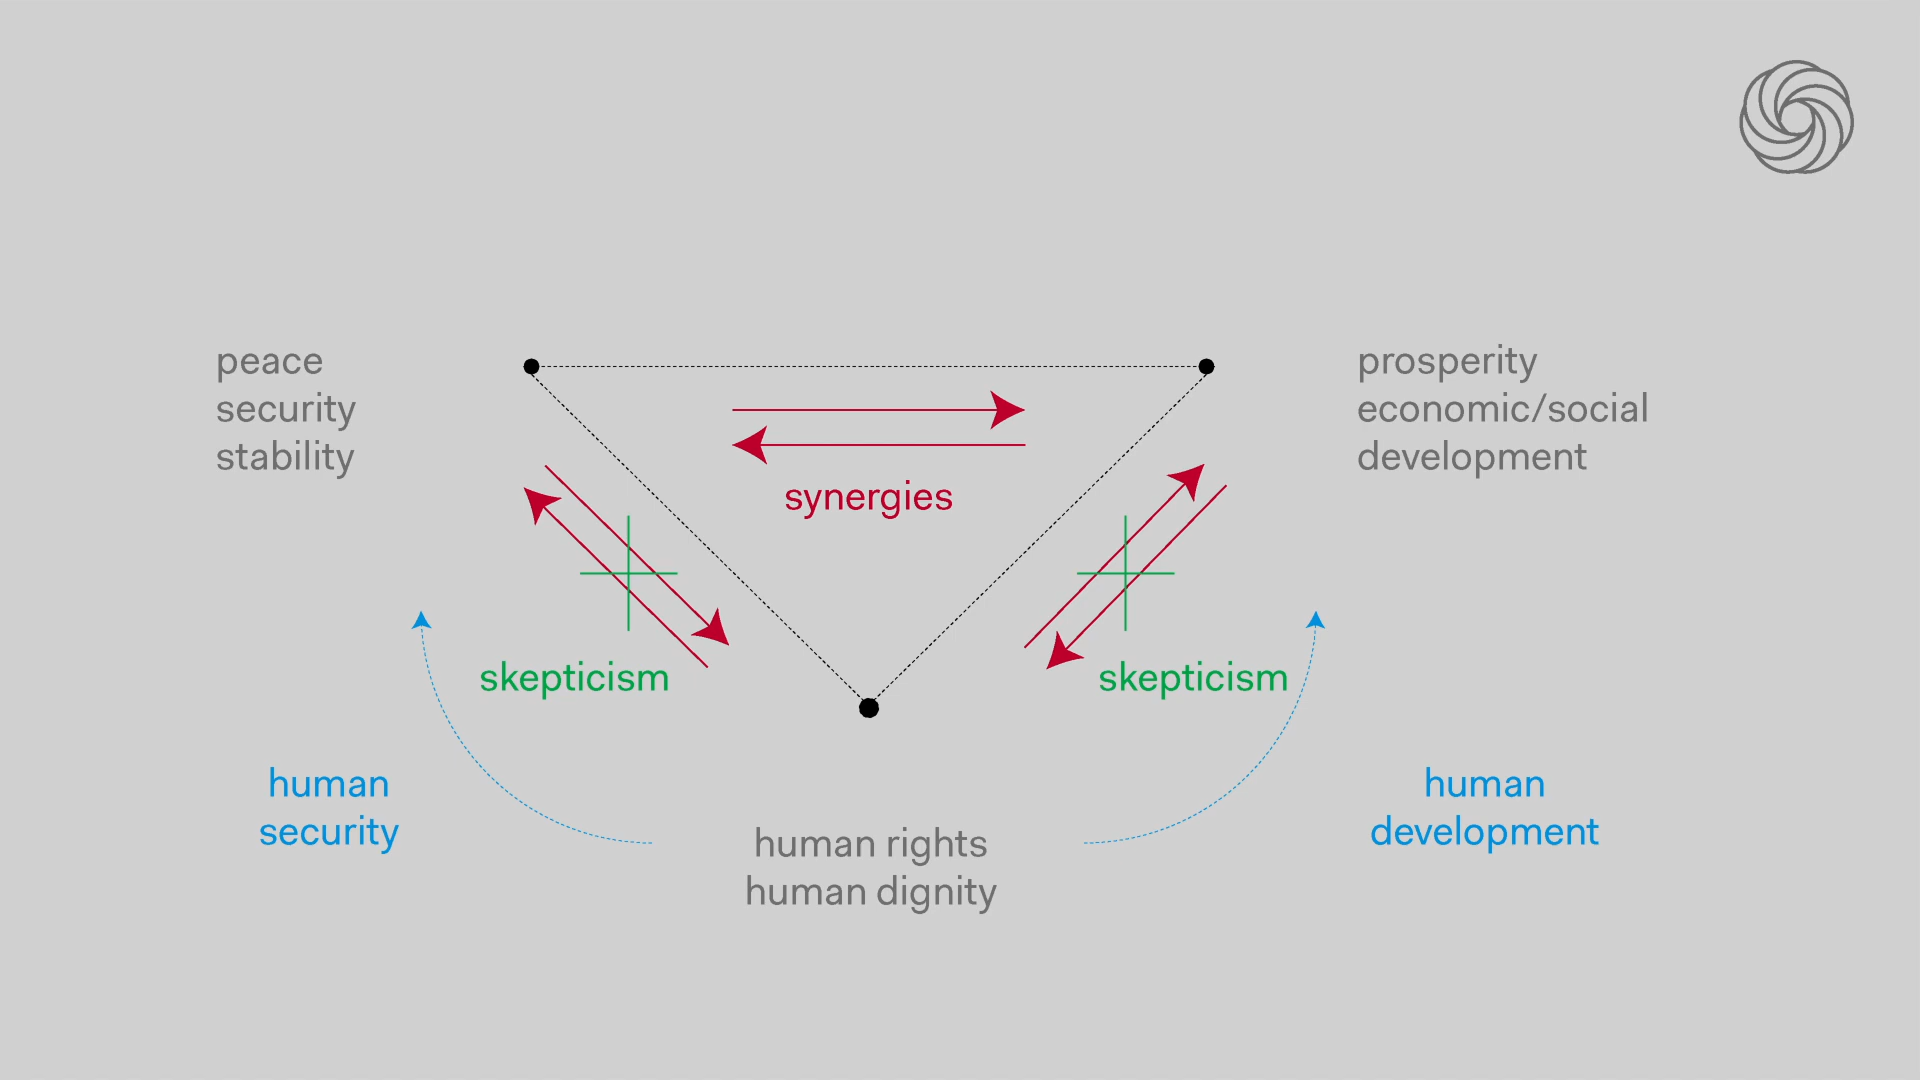 peace
security
stability
prosperity
economic/social
development
synergies
skepticism
skepticism
human
security
human rights
human dignity
human
development